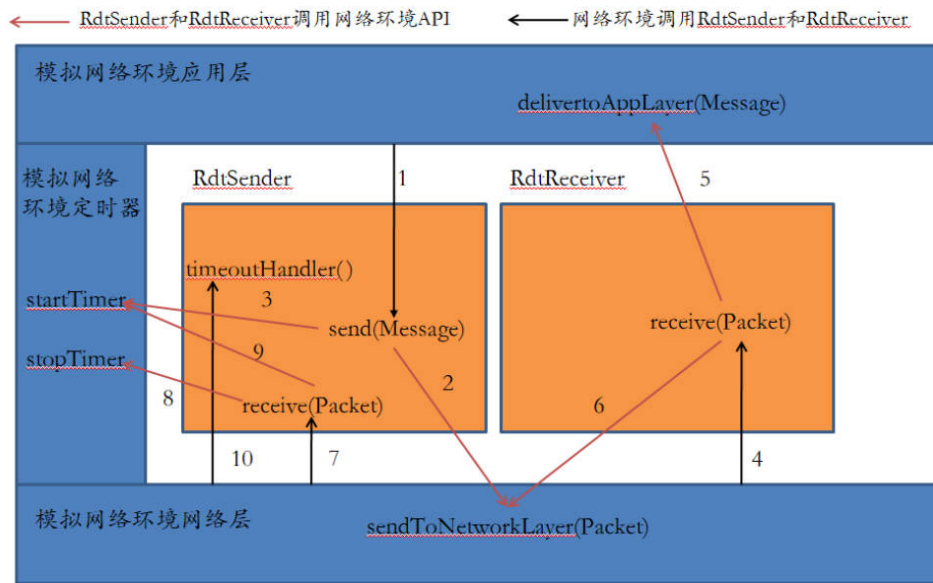 RdtSender和RdtReceiver调用网络环境API
网络环境调用RdtSender和RdtReceiver
模拟网络环境应用层
delivertoAppLayer(Message)
模拟网络
环境定时器
RdtSender
1
RdtReceiver
5
timeoutHandler()
startTimer
3
send(Message)
receive(Packet)
stopTimer
9
2
8
receive(Packet)
6
10
7
4
模拟网络环境网络层
sendToNetworkLayer(Packet)